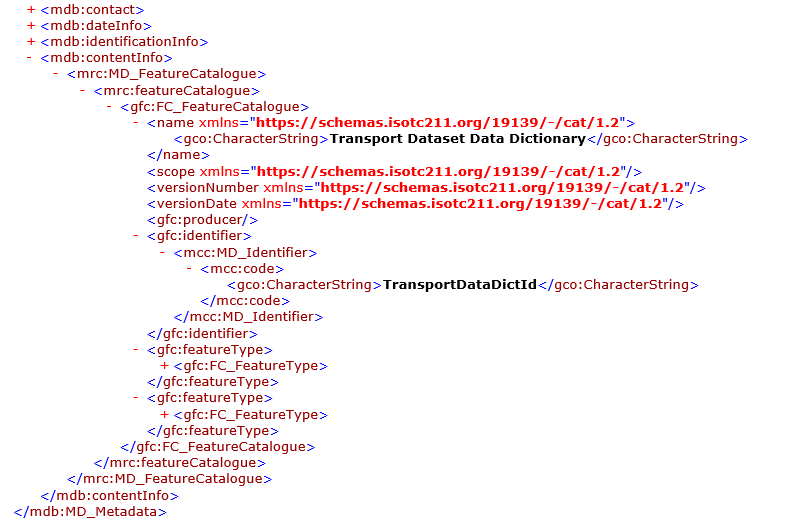 + <mdb:contact>
+ <mdb:dateInfo>
+ <mdb:identificationInfo>
- <mdb:contentInfo>
- <mrc:MD_FeatureCatalogue>
- <mrc:featureCatalogue>
- <gfc:FC_FeatureCatalogue>
- <name xmlns="https://schemas.isotc211.org/19139/-/cat/1.2">
<gco:CharacterString>Transport Dataset Data Dictionary</gco:CharacterString>
</name>
<scope xmlns="https://schemas.isotc211.org/19139/-/cat/1.2"/>
<versionNumber xmlns="https://schemas.isotc211.org/19139/-/cat/1.2"/>
<versionDate xmlns="https://schemas.isotc211.org/19139/-/cat/1.2"/>
<gfc:producer/>
- <gfc:identifier>
- <mcc:MD_Identifier>
- <mcc:code>
<gco:CharacterString>TransportDataDictId</gco:CharacterString>
</mcc:code>
</mcc:MD_Identifier>
</gfc:identifier>
- <gfc:featureType>
+ <gfc:FC_FeatureType>
</gfc:featureType>
- <gfc:featureType>
+ <gfc:FC_FeatureType>
</gfc:featureType>
</gfc:FC_FeatureCatalogue>
</mrc:featureCatalogue>
</mrc:MD_FeatureCatalogue>
</mdb:contentInfo>
</mdb:MD_Metadata>